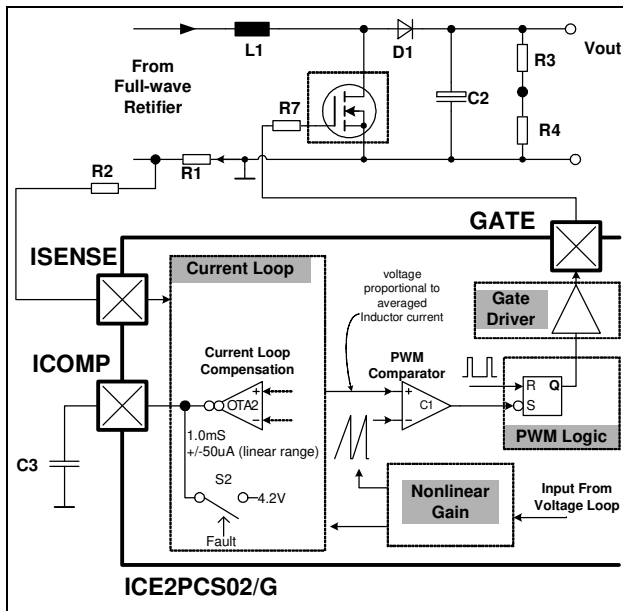 L1
D1
Vout
From
Full-wave
Retifier
R3
C2
R7
R4
R2
R1
GATE
ISENSE
Current Loop
voltage
proportional to
averaged
Inductor current
Gate
Driver
ICOMP
Current Loop
Compensation
PWM
Comparator
OTA2
+
-
+
-
C1
R
Q
S
PWM Logic
1.0mS
+/-50uA (linear range)
C3
S2
4.2V
Fault
Nonlinear
Gain
Input From
Voltage Loop
ICE2PCS02/G